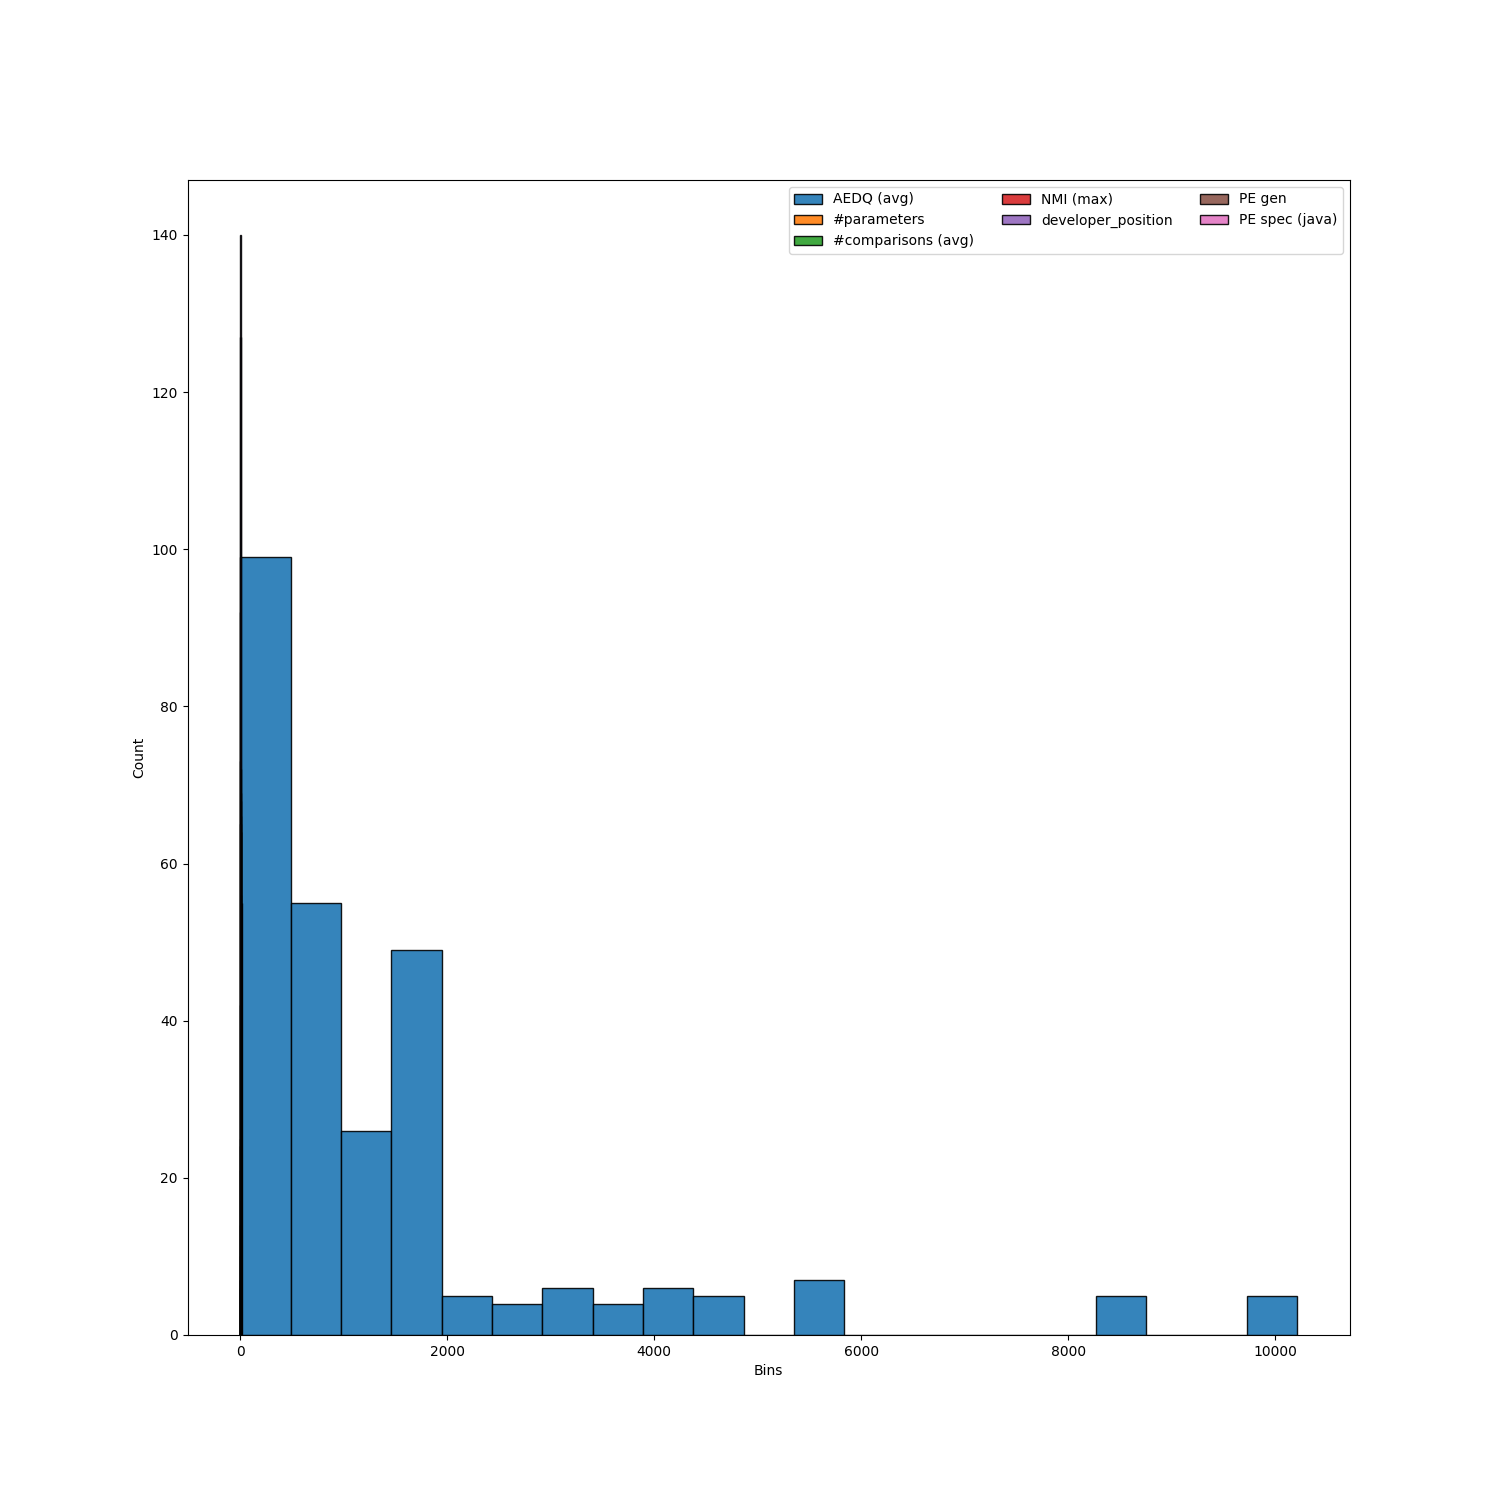 AEDQ (avg)
#parameters
#comparisons (avg)
NMI (max)
developer_position
PE gen
PE spec (java)
140
120
100
80
60
40
20
0
Count
0 2000 4000 6000 8000 10000
Bins